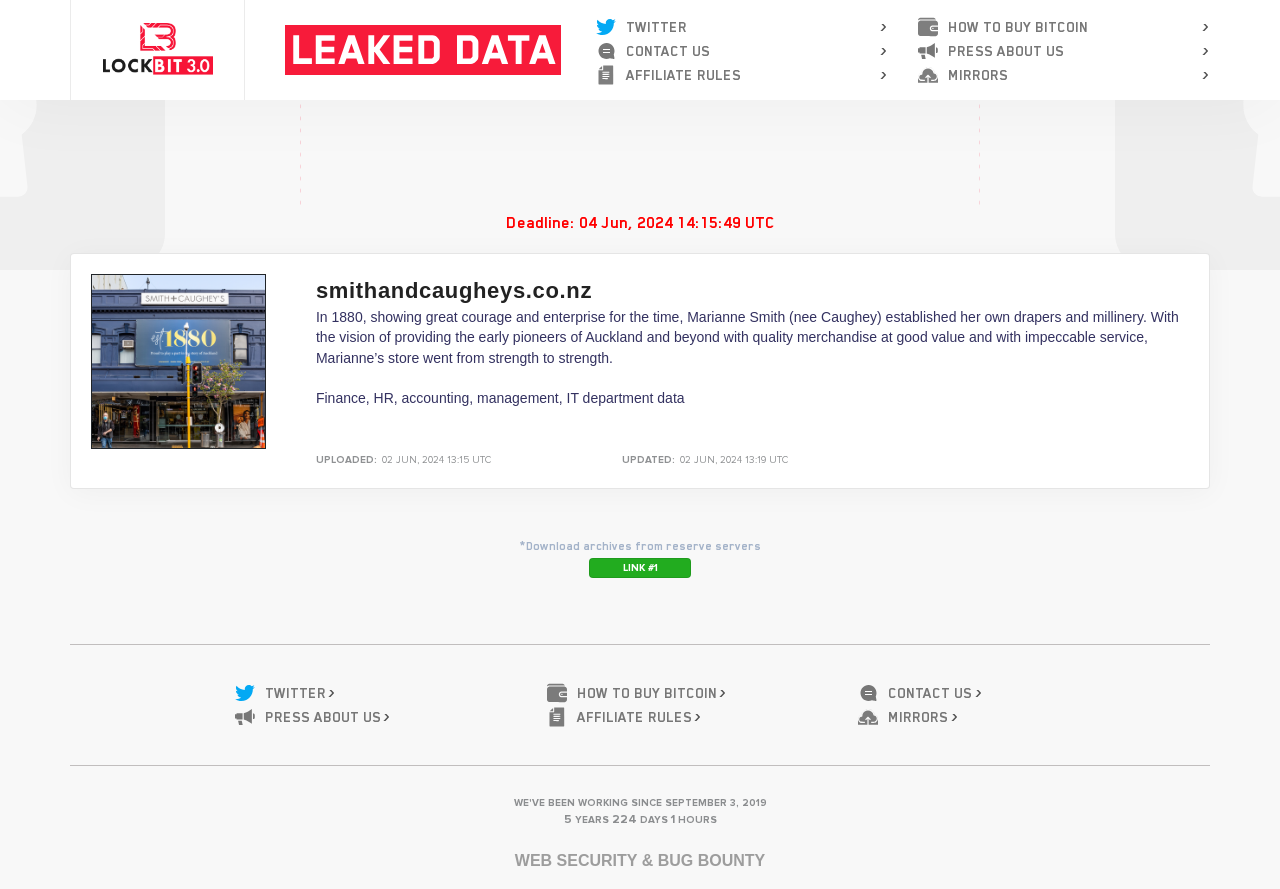 LOCKBIT 3.0
LEAKED DATA
TWITTER
CONTACT US
AFFILIATE RULES
HOW TO BUY BITCOIN
PRESS ABOUT US
MIRRORS
Deadline: 04 Jun, 2024 14:15:49 UTC
SMITH+CAUGHEY'S
est 1880
smithandcaugheys.co.nz
In 1880, showing great courage and enterprise for the time, Marianne Smith (nee Caughey) established her own drapers and millinery. With
the vision of providing the early pioneers of Auckland and beyond with quality merchandise at good value and with impeccable service,
Marianne’s store went from strength to strength.
Finance, HR, accounting, management, IT department data
UPLOADED: 02 JUN, 2024 13:15 UTC
UPDATED: 02 JUN, 2024 13:19 UTC
*Download archives from reserve servers
LINK #1
TWITTER
HOW TO BUY BITCOIN
CONTACT US
PRESS ABOUT US
AFFILIATE RULES
MIRRORS
WE'VE BEEN WORKING SINCE SEPTEMBER 3, 2019
5 YEARS 224 DAYS 1 HOURS
WEB SECURITY & BUG BOUNTY